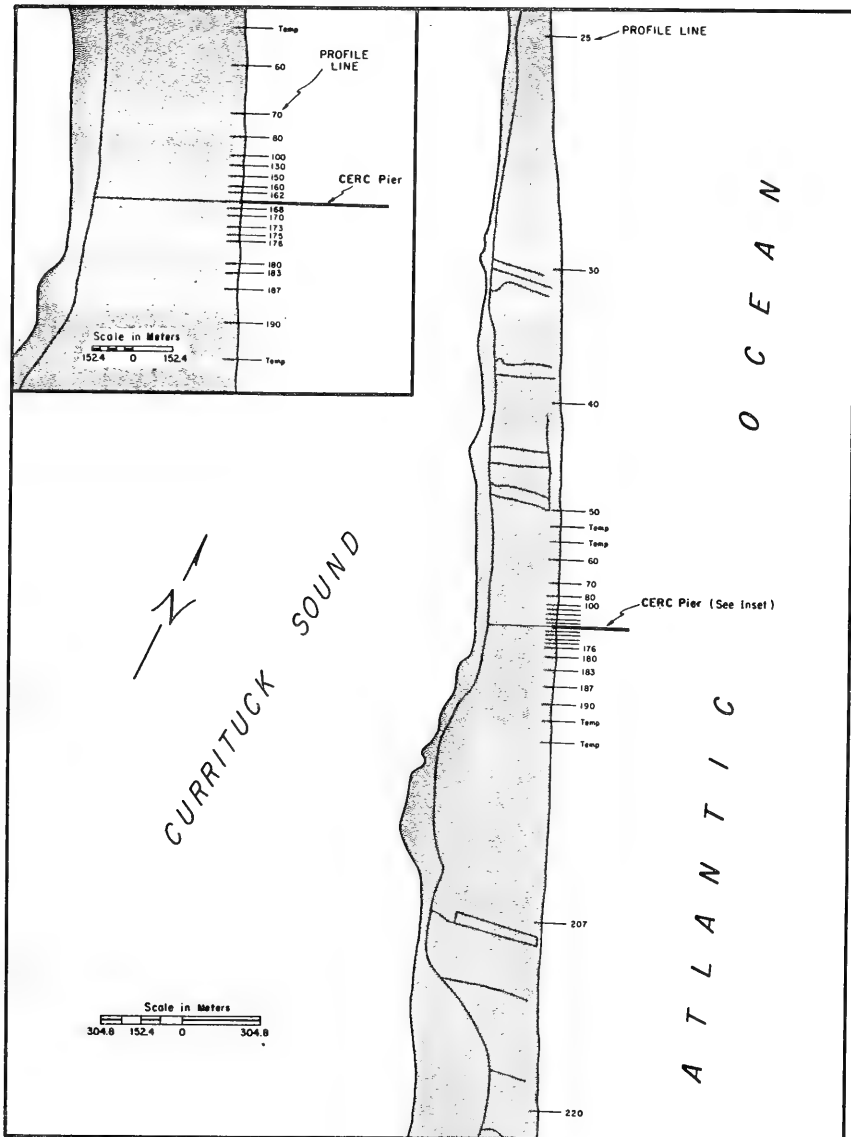 Temp
60
PROFILE
LINE
70
80
100
130
150
160
162
CERC Pier
168
170
173
175
176
180
183
187
190
Temp
Scale in Meters
152.4 0 152.4
25
PROFILE LINE
30
40
50
Temp
Temp
60
70
80
100
CERC Pier (See Inset)
176
180
183
187
190
Temp
Temp
207
220
N
CURRITUCK SOUND
ATLANTIC OCEAN
Scale in Meters
304.8 152.4 0 304.8